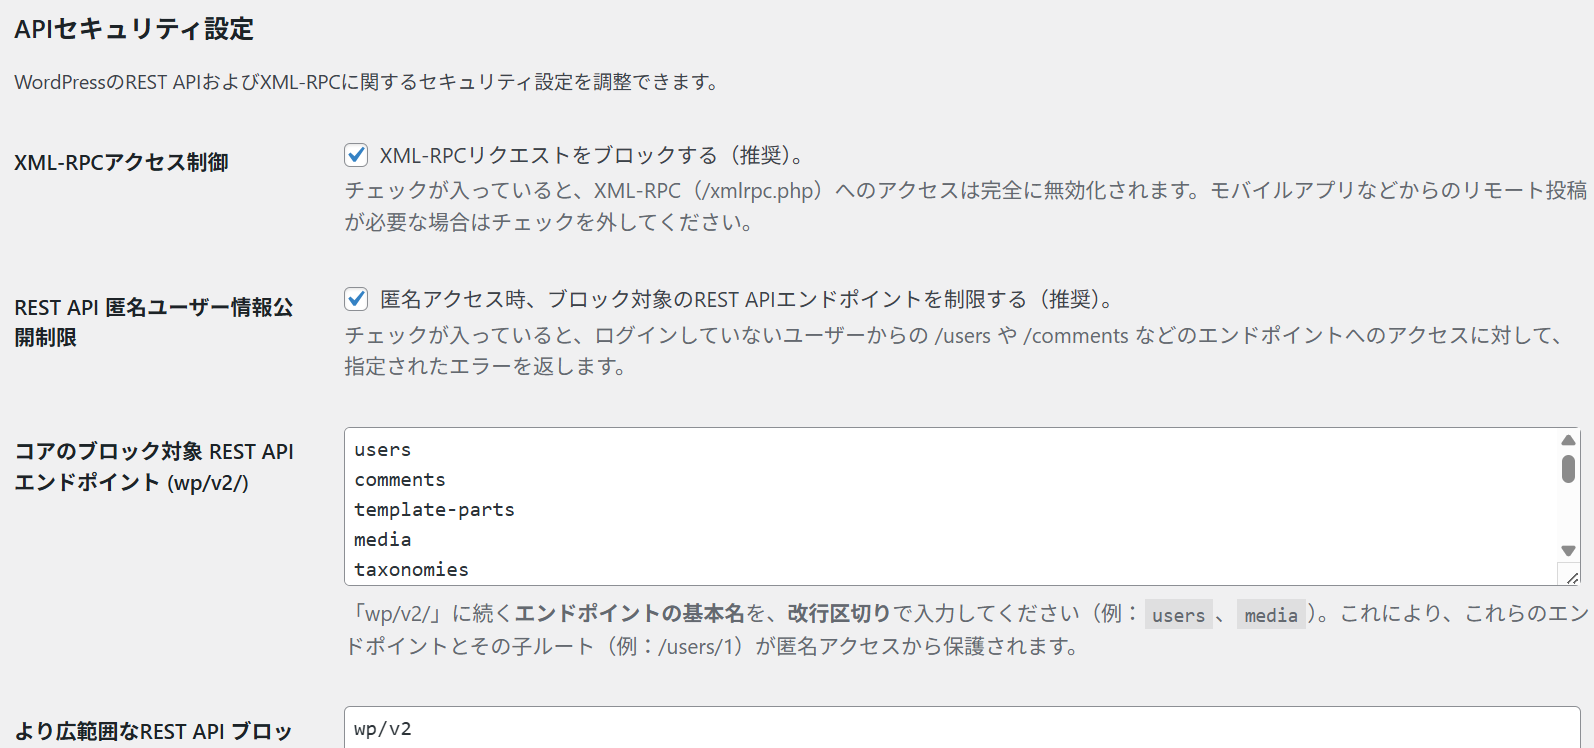 APIセキュリティ設定
WordPressのREST APIおよびXML-RPCに関するセキュリティ設定を調整できます。
XML-RPCアクセス制御
XML-RPCリクエストをブロックする（推奨）。
チェックが入っていると、XML-RPC（/xmlrpc.php）へのアクセスは完全に無効化されます。モバイルアプリなどからのリモート投稿
が必要な場合はチェックを外してください。
REST API 匿名ユーザー情報公
開制限
匿名アクセス時、ブロック対象のREST APIエンドポイントを制限する（推奨）。
チェックが入っていると、ログインしていないユーザーからの /users や /comments などのエンドポイントへのアクセスに対して、
指定されたエラーを返します。
コアのブロック対象 REST API
エンドポイント (wp/v2/)
users
comments
template-parts
media
taxonomies
「wp/v2/」に続くエンドポイントの基本名を、改行区切りで入力してください（例： users 、 media ）。これにより、これらのエン
ドポイントとその子ルート（例：/users/1）が匿名アクセスから保護されます。
より広範囲なREST API ブロッ
wp/v2